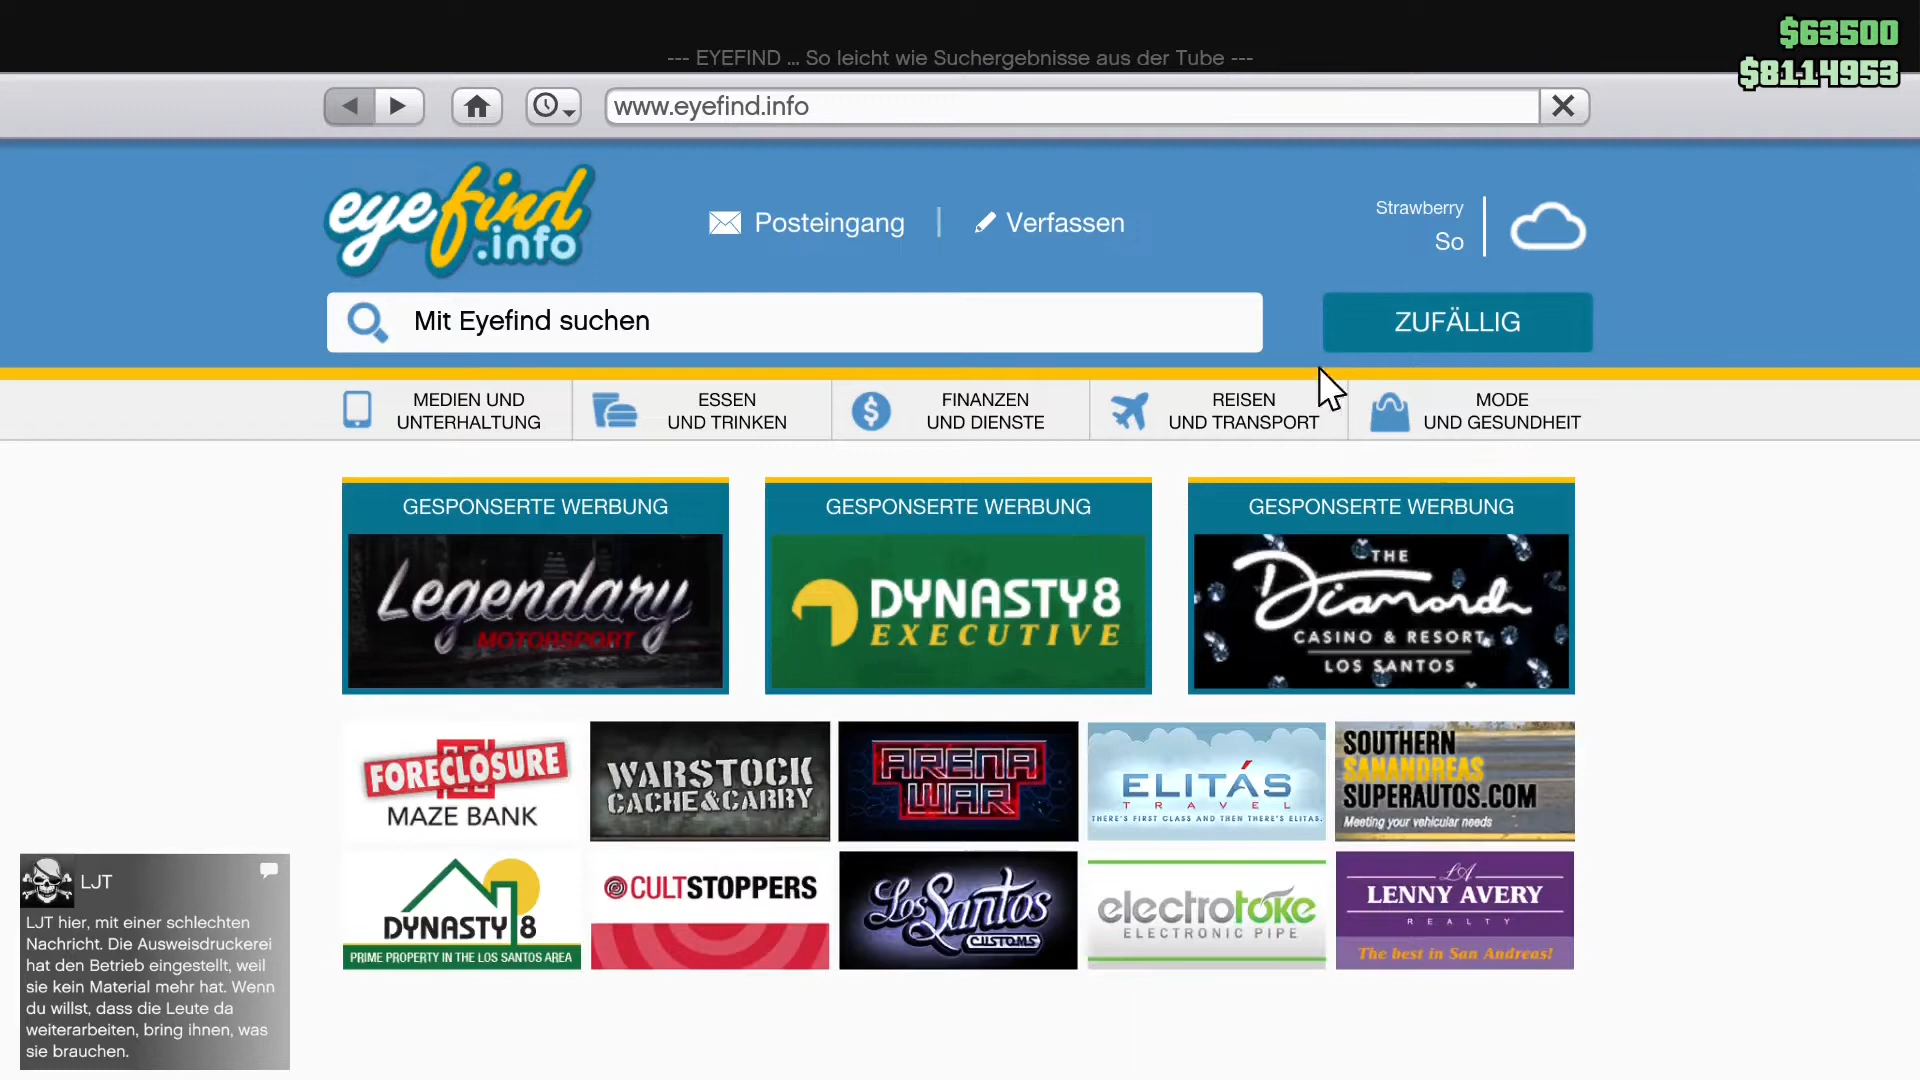 $63500
--- EYEFIND ... So leicht wie Suchergebnisse aus der Tube ---
$8114953
www.eyefind.info
eyefind
.info
Posteingang
Verfassen
Strawberry
So
Mit Eyefind suchen
ZUFÄLLIG
MEDIEN UND
UNTERHALTUNG
ESSEN
UND TRINKEN
FINANZEN
UND DIENSTE
REISEN
UND TRANSPORT
MODE
UND GESUNDHEIT
GESPONSERTE WERBUNG
Legendary
MOTORSPORT
GESPONSERTE WERBUNG
DYNASTY 8
EXECUTIVE
GESPONSERTE WERBUNG
THE
Diamond
CASINO & RESORT
LOS SANTOS
FORECLOSURE
MAZE BANK
WARSTOCK
CACHE&CARRY
ARENA
WAR
ELITÁS
TRAVEL
THERE'S FIRST CLASS AND THEN THERE'S ELITAS.
SOUTHERN
SANANDREAS
SUPERAUTOS.COM
Meeting your vehicular needs
DYNASTY 8
PRIME PROPERTY IN THE LOS SANTOS AREA
CULTSTOPPERS
Los Santos
CUSTOMS
electrotoke
ELECTRONIC PIPE
LA
LENNY AVERY
REALTY
The best in San Andreas!
LJT
LJT hier, mit einer schlechten
Nachricht. Die Ausweisdruckerei
hat den Betrieb eingestellt, weil
sie kein Material mehr hat. Wenn
du willst, dass die Leute da
weiterarbeiten, bring ihnen, was
sie brauchen.